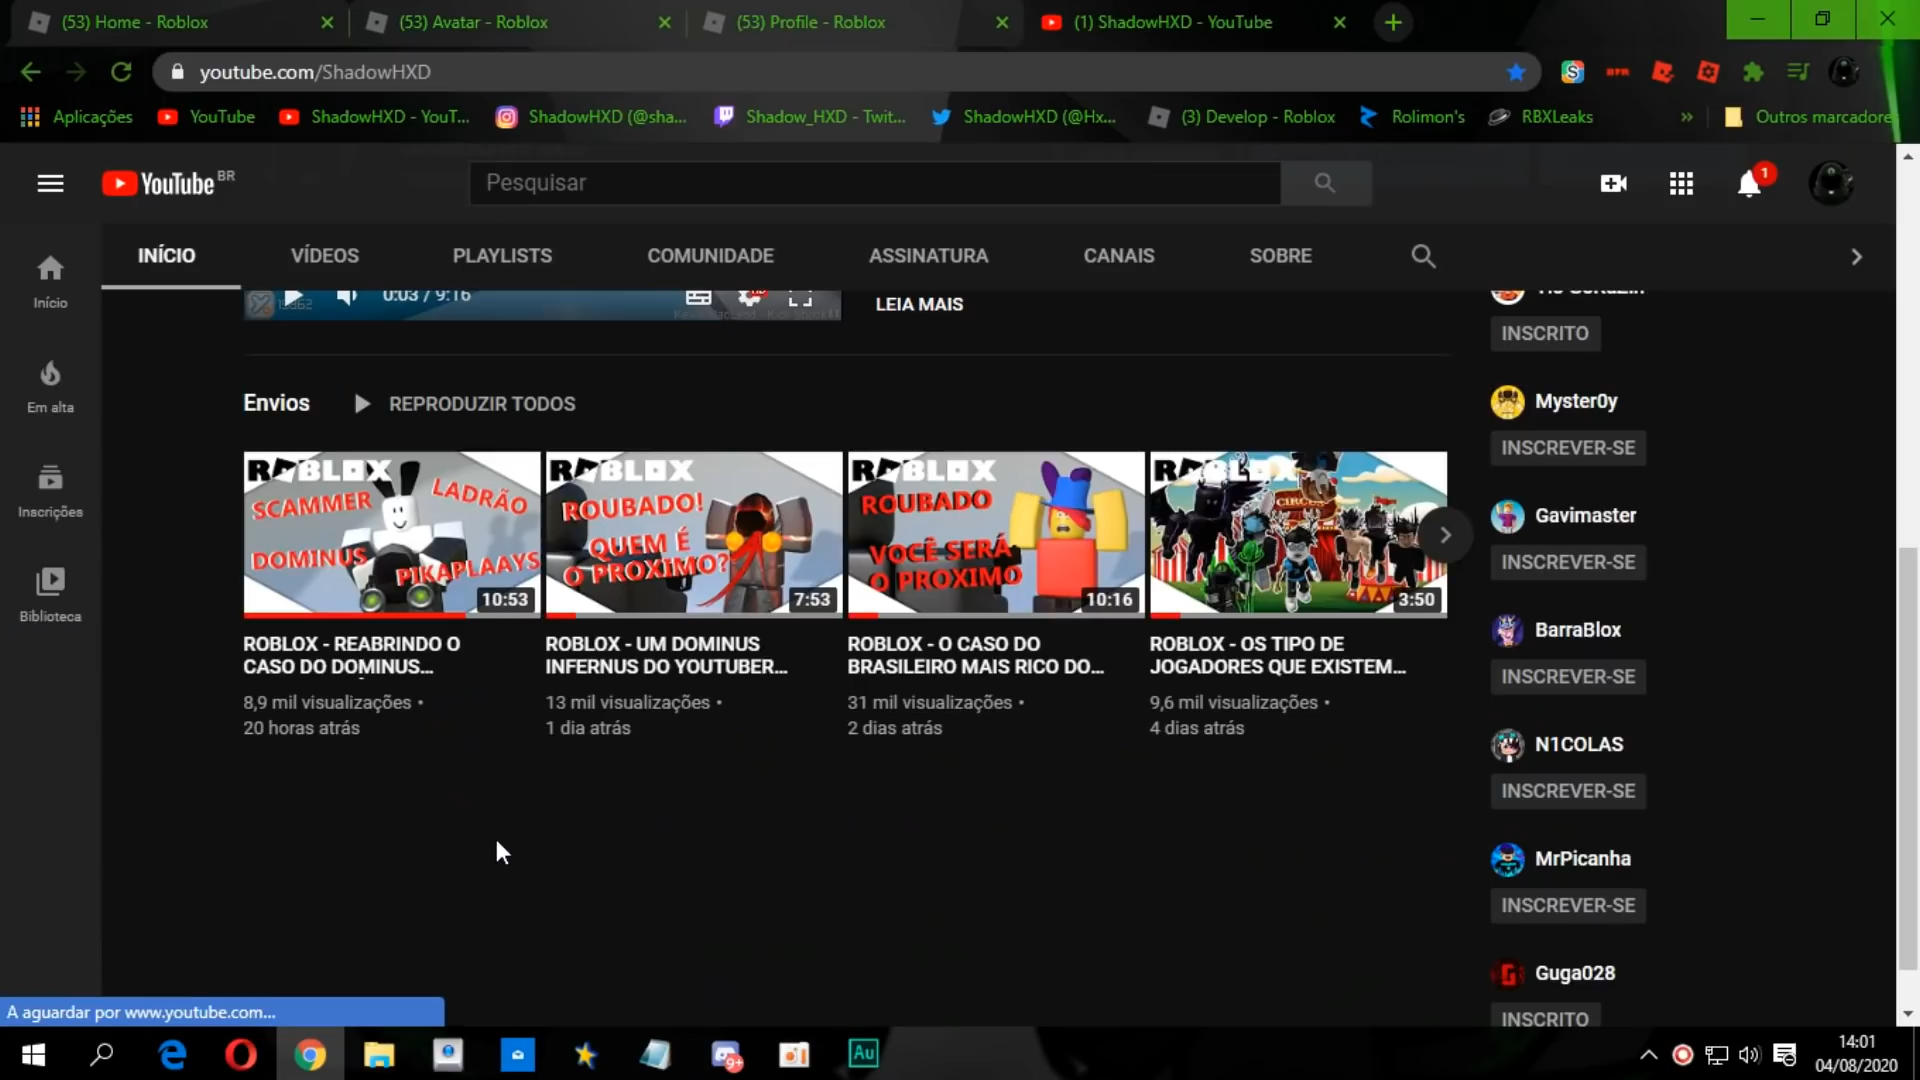 (53) Home - Roblox
(53) Avatar - Roblox
(53) Profile - Roblox
(1) ShadowHXD - YouTube
youtube.com/ShadowHXD
Aplicações
YouTube
ShadowHXD - YouT...
ShadowHXD (@sha...
Shadow_HXD - Twit...
ShadowHXD (@Hx...
(3) Develop - Roblox
Rolimon's
RBXLeaks
»
Outros marcadore
YouTube BR
Pesquisar
1
INÍCIO
VÍDEOS
PLAYLISTS
COMUNIDADE
ASSINATURA
CANAIS
SOBRE
Início
Em alta
Inscrições
Biblioteca
0:03 / 9:16
LEIA MAIS
Envios
REPRODUZIR TODOS
ROBLOX
SCAMMER
LADRÃO
DOMINUS
PIKAPLAAYS
10:53
ROBLOX - REABRINDO O
CASO DO DOMINUS...
8,9 mil visualizações •
20 horas atrás
ROBLOX
ROUBADO!
QUEM É
O PROXIMO?
7:53
ROBLOX - UM DOMINUS
INFERNUS DO YOUTUBER...
13 mil visualizações •
1 dia atrás
ROBLOX
ROUBADO
VOCÊ SERÁ
O PROXIMO
10:16
ROBLOX - O CASO DO
BRASILEIRO MAIS RICO DO...
31 mil visualizações •
2 dias atrás
ROBLOX
CIRCUS
3:50
ROBLOX - OS TIPO DE
JOGADORES QUE EXISTEM...
9,6 mil visualizações •
4 dias atrás
INSCRITO
Myster0y
INSCREVER-SE
Gavimaster
INSCREVER-SE
BarraBlox
INSCREVER-SE
N1COLAS
INSCREVER-SE
MrPicanha
INSCREVER-SE
Guga028
INSCRITO
A aguardar por www.youtube.com...
9+
Au
14:01
04/08/2020